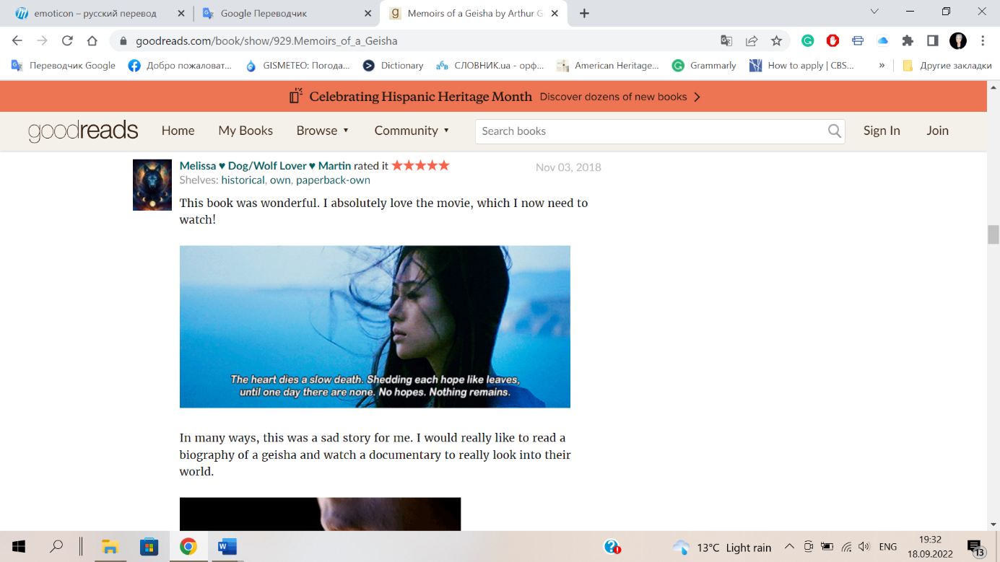 emoticon – русский перевод
Google Переводчик
Memoirs of a Geisha by Arthur G
goodreads.com/book/show/929.Memoirs_of_a_Geisha
Переводчик Google
Добро пожаловат...
GISMETEO: Погода...
Dictionary
СЛОВНИК.ua - орф...
American Heritage...
Grammarly
How to apply | CBS...
»
Другие закладки
Celebrating Hispanic Heritage Month Discover dozens of new books
goodreads
Home
My Books
Browse
Community
Search books
Sign In
Join
Melissa ♥ Dog/Wolf Lover ♥ Martin rated it ★★★★★
Nov 03, 2018
Shelves: historical, own, paperback-own
This book was wonderful. I absolutely love the movie, which I now need to
watch!
The heart dies a slow death. Shedding each hope like leaves,
until one day there are none. No hopes. Nothing remains.
In many ways, this was a sad story for me. I would really like to read a
biography of a geisha and watch a documentary to really look into their
world.
13°C Light rain
ENG
19:32
18.09.2022
13